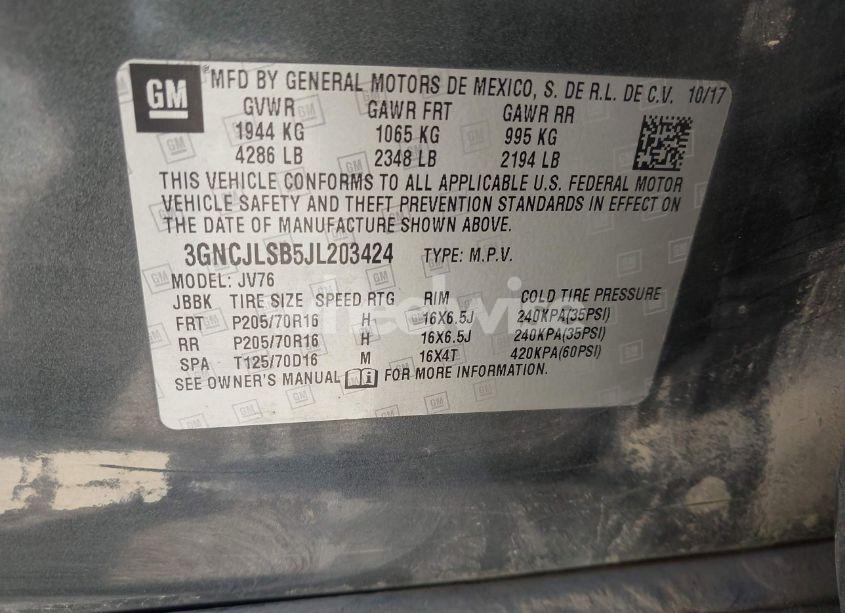 GM ®MFD BY GENERAL MOTORS DE MEXICO, S. DE R.L. DE C.V. 10/17
GVWR GAWR FRT GAWR RR
1944 KG 1065 KG 995 KG
4286 LB 2348 LB 2194 LB
THIS VEHICLE CONFORMS TO ALL APPLICABLE U.S. FEDERAL MOTOR
VEHICLE SAFETY AND THEFT PREVENTION STANDARDS IN EFFECT ON
THE DATE OF MANUFACTURE SHOWN ABOVE.
3GNCJLSB5JL203424 TYPE: M.P.V.
MODEL: JV76
JBBK TIRE SIZE SPEED RTG RIM COLD TIRE PRESSURE
FRT P205/70R16 H 16X6.5J 240KPA(35PSI)
RR P205/70R16 H 16X6.5J 240KPA(35PSI)
SPA T125/70D16 M 16X4T 420KPA(60PSI)
SEE OWNER'S MANUAL FOR MORE INFORMATION.